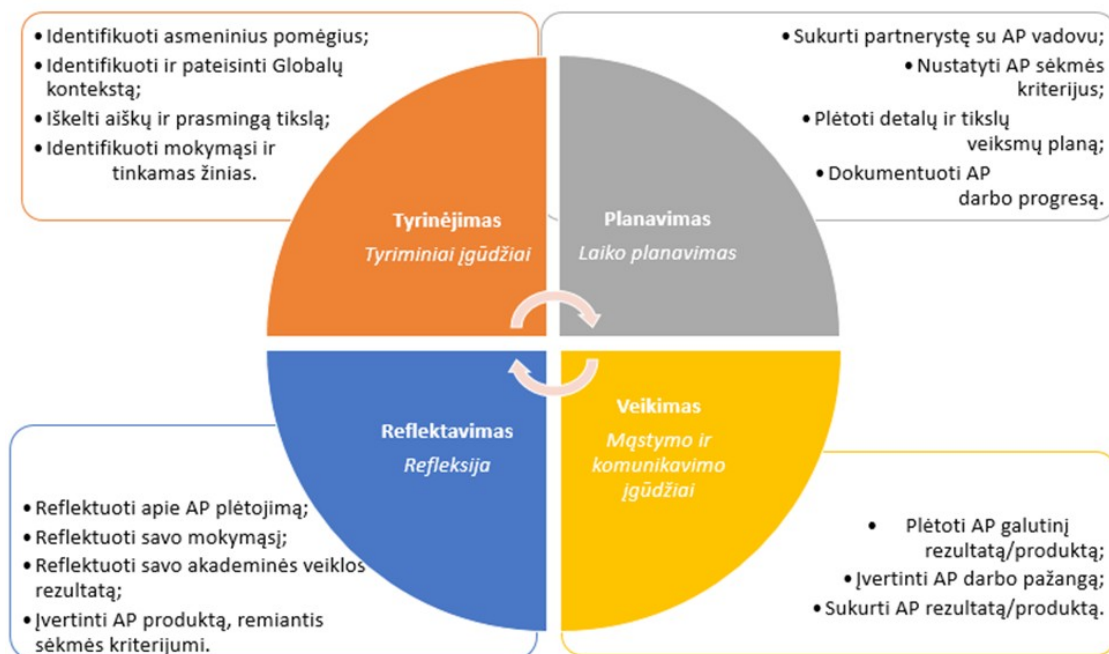 • Identifikuoti asmeninius pomėgius;
• Identifikuoti ir pateisinti Globalų
kontekstą;
• Iškelti aiškų ir prasmingą tikslą;
• Identifikuoti mokymąsi ir
tinkamas žinias.
• Sukurti partnerystę su AP vadovu;
• Nustatyti AP sėkmės
kriterijus;
• Plėtoti detalų ir tikslų
veiksmų planą;
• Dokumentuoti AP
darbo progresą.
Tyrinėjimas
Tyriminiai įgūdžiai
Planavimas
Laiko planavimas
Reflektavimas
Refleksija
Veikimas
Mąstymo ir
komunikavimo
įgūdžiai
• Reflektuoti apie AP plėtojimą;
• Reflektuoti savo mokymąsį;
• Reflektuoti savo akademinės veiklos
rezultatą;
• Įvertinti AP produktą, remiantis
sėkmės kriterijumi.
• Plėtoti AP galutinį
rezultatą/produktą;
• Įvertinti AP darbo pažangą;
• Sukurti AP rezultatą/produktą.